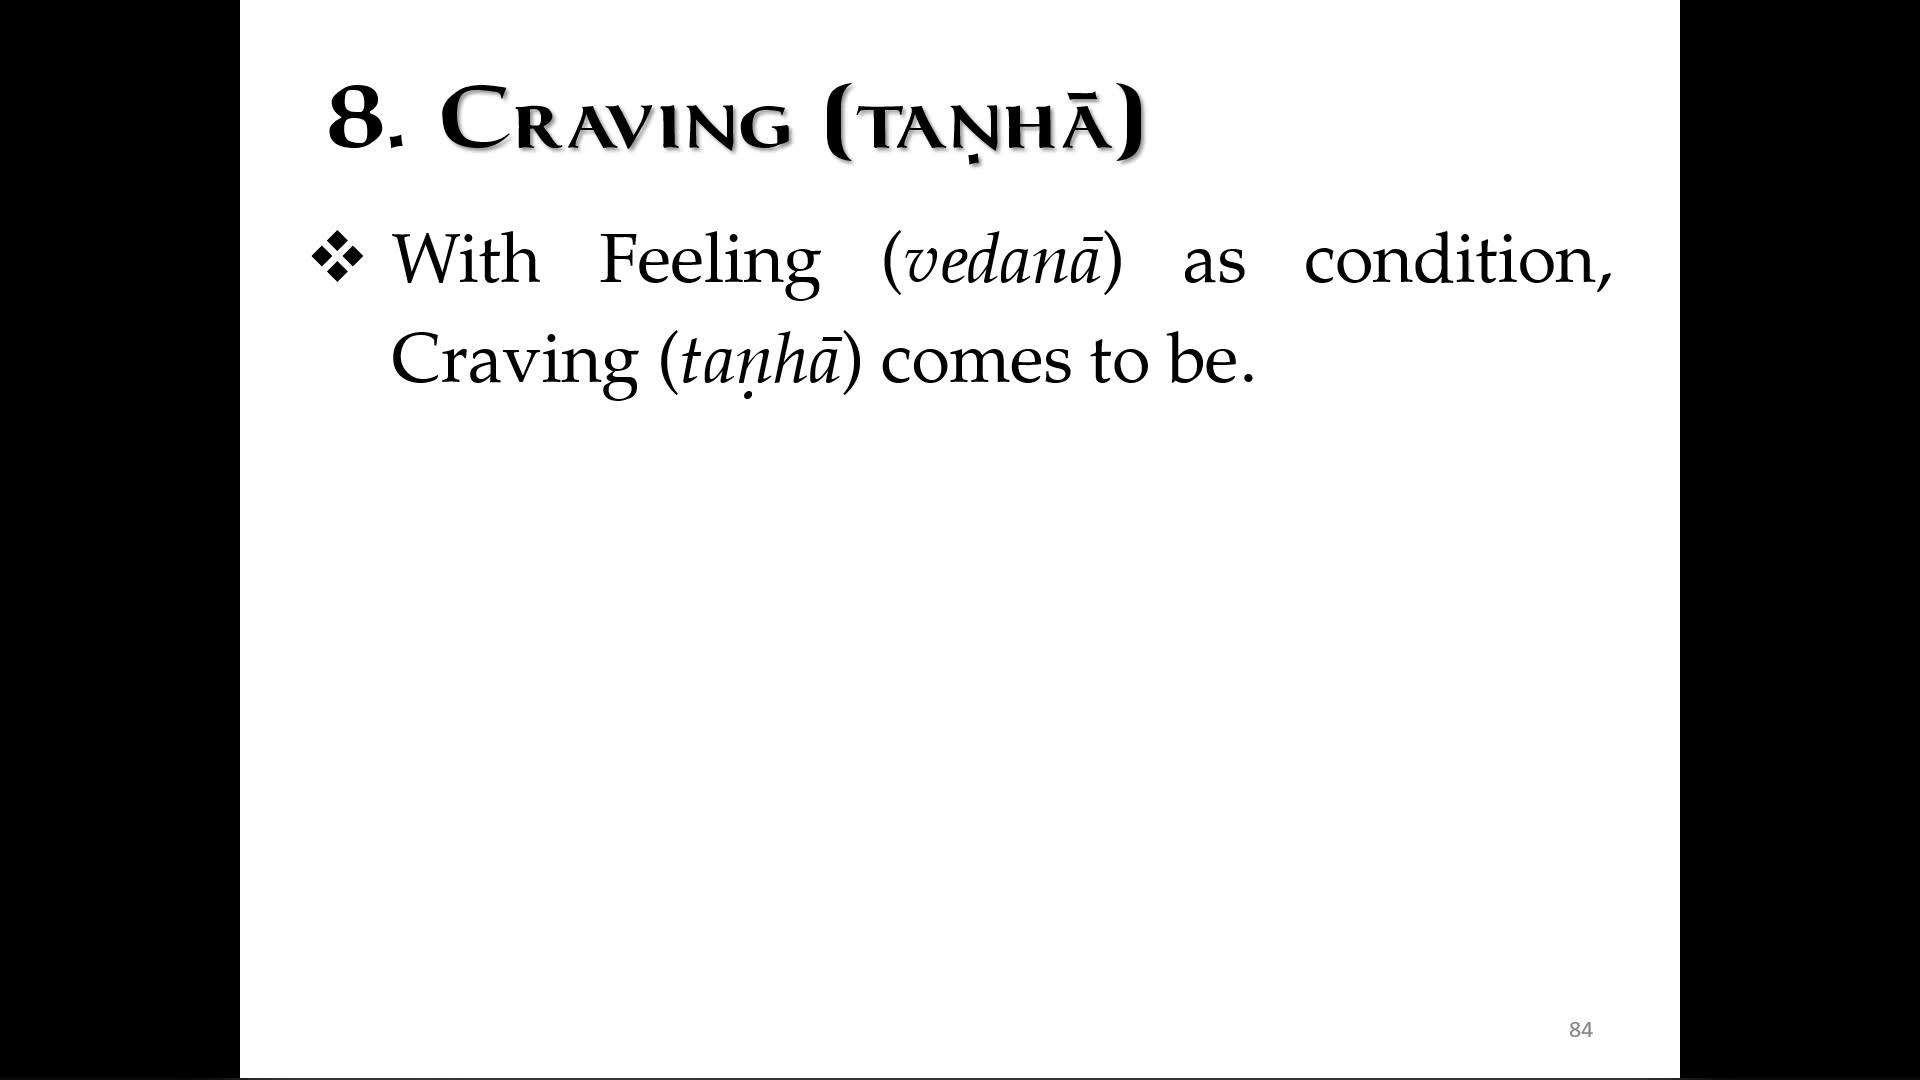 8. Craving (taṇhā)
❖ With Feeling (vedanā) as condition,
Craving (taṇhā) comes to be.
84